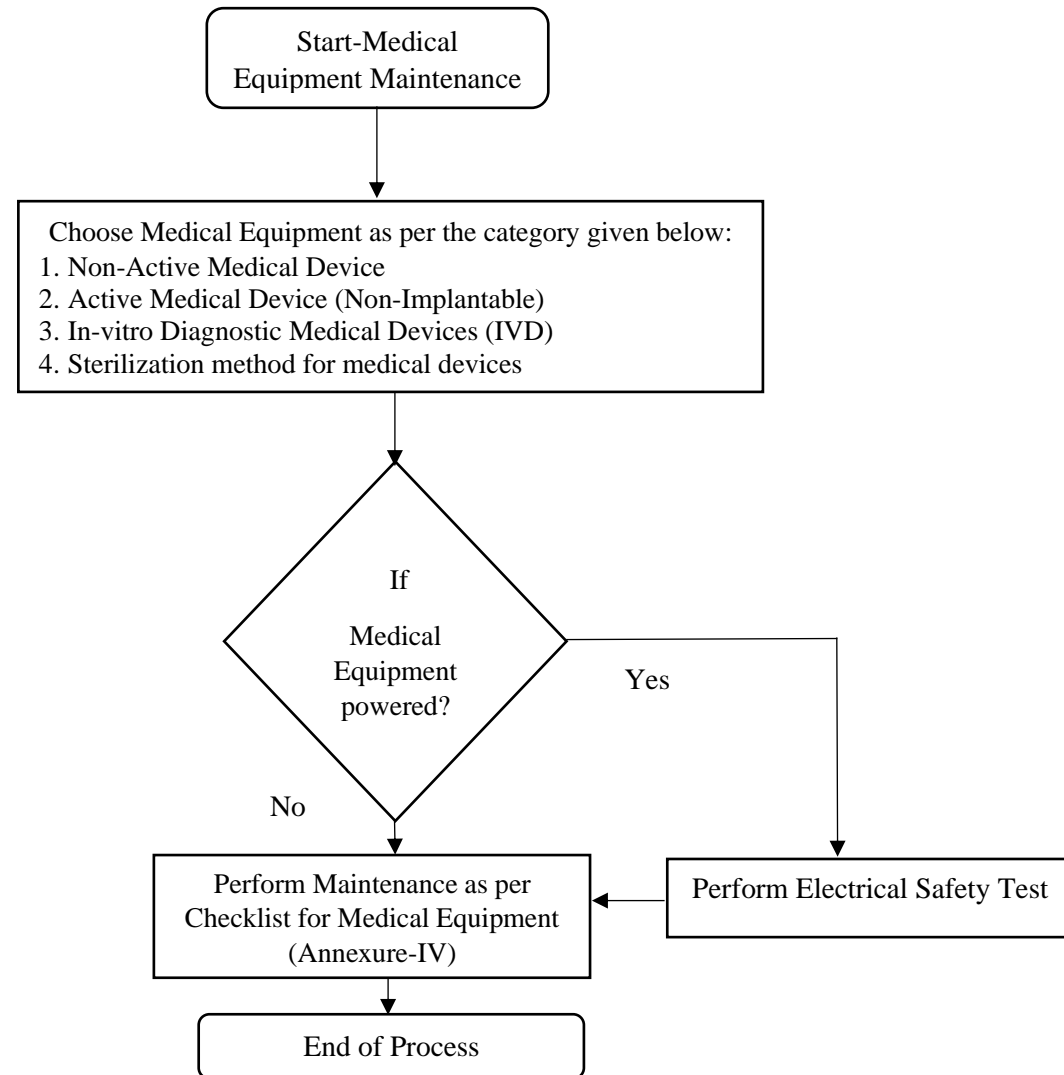 Start-Medical
Equipment Maintenance
Choose Medical Equipment as per the category given below:
1. Non-Active Medical Device
2. Active Medical Device (Non-Implantable)
3. In-vitro Diagnostic Medical Devices (IVD)
4. Sterilization method for medical devices
If
Medical
Equipment
powered?
Yes
No
Perform Maintenance as per
Checklist for Medical Equipment
(Annexure-IV)
Perform Electrical Safety Test
End of Process